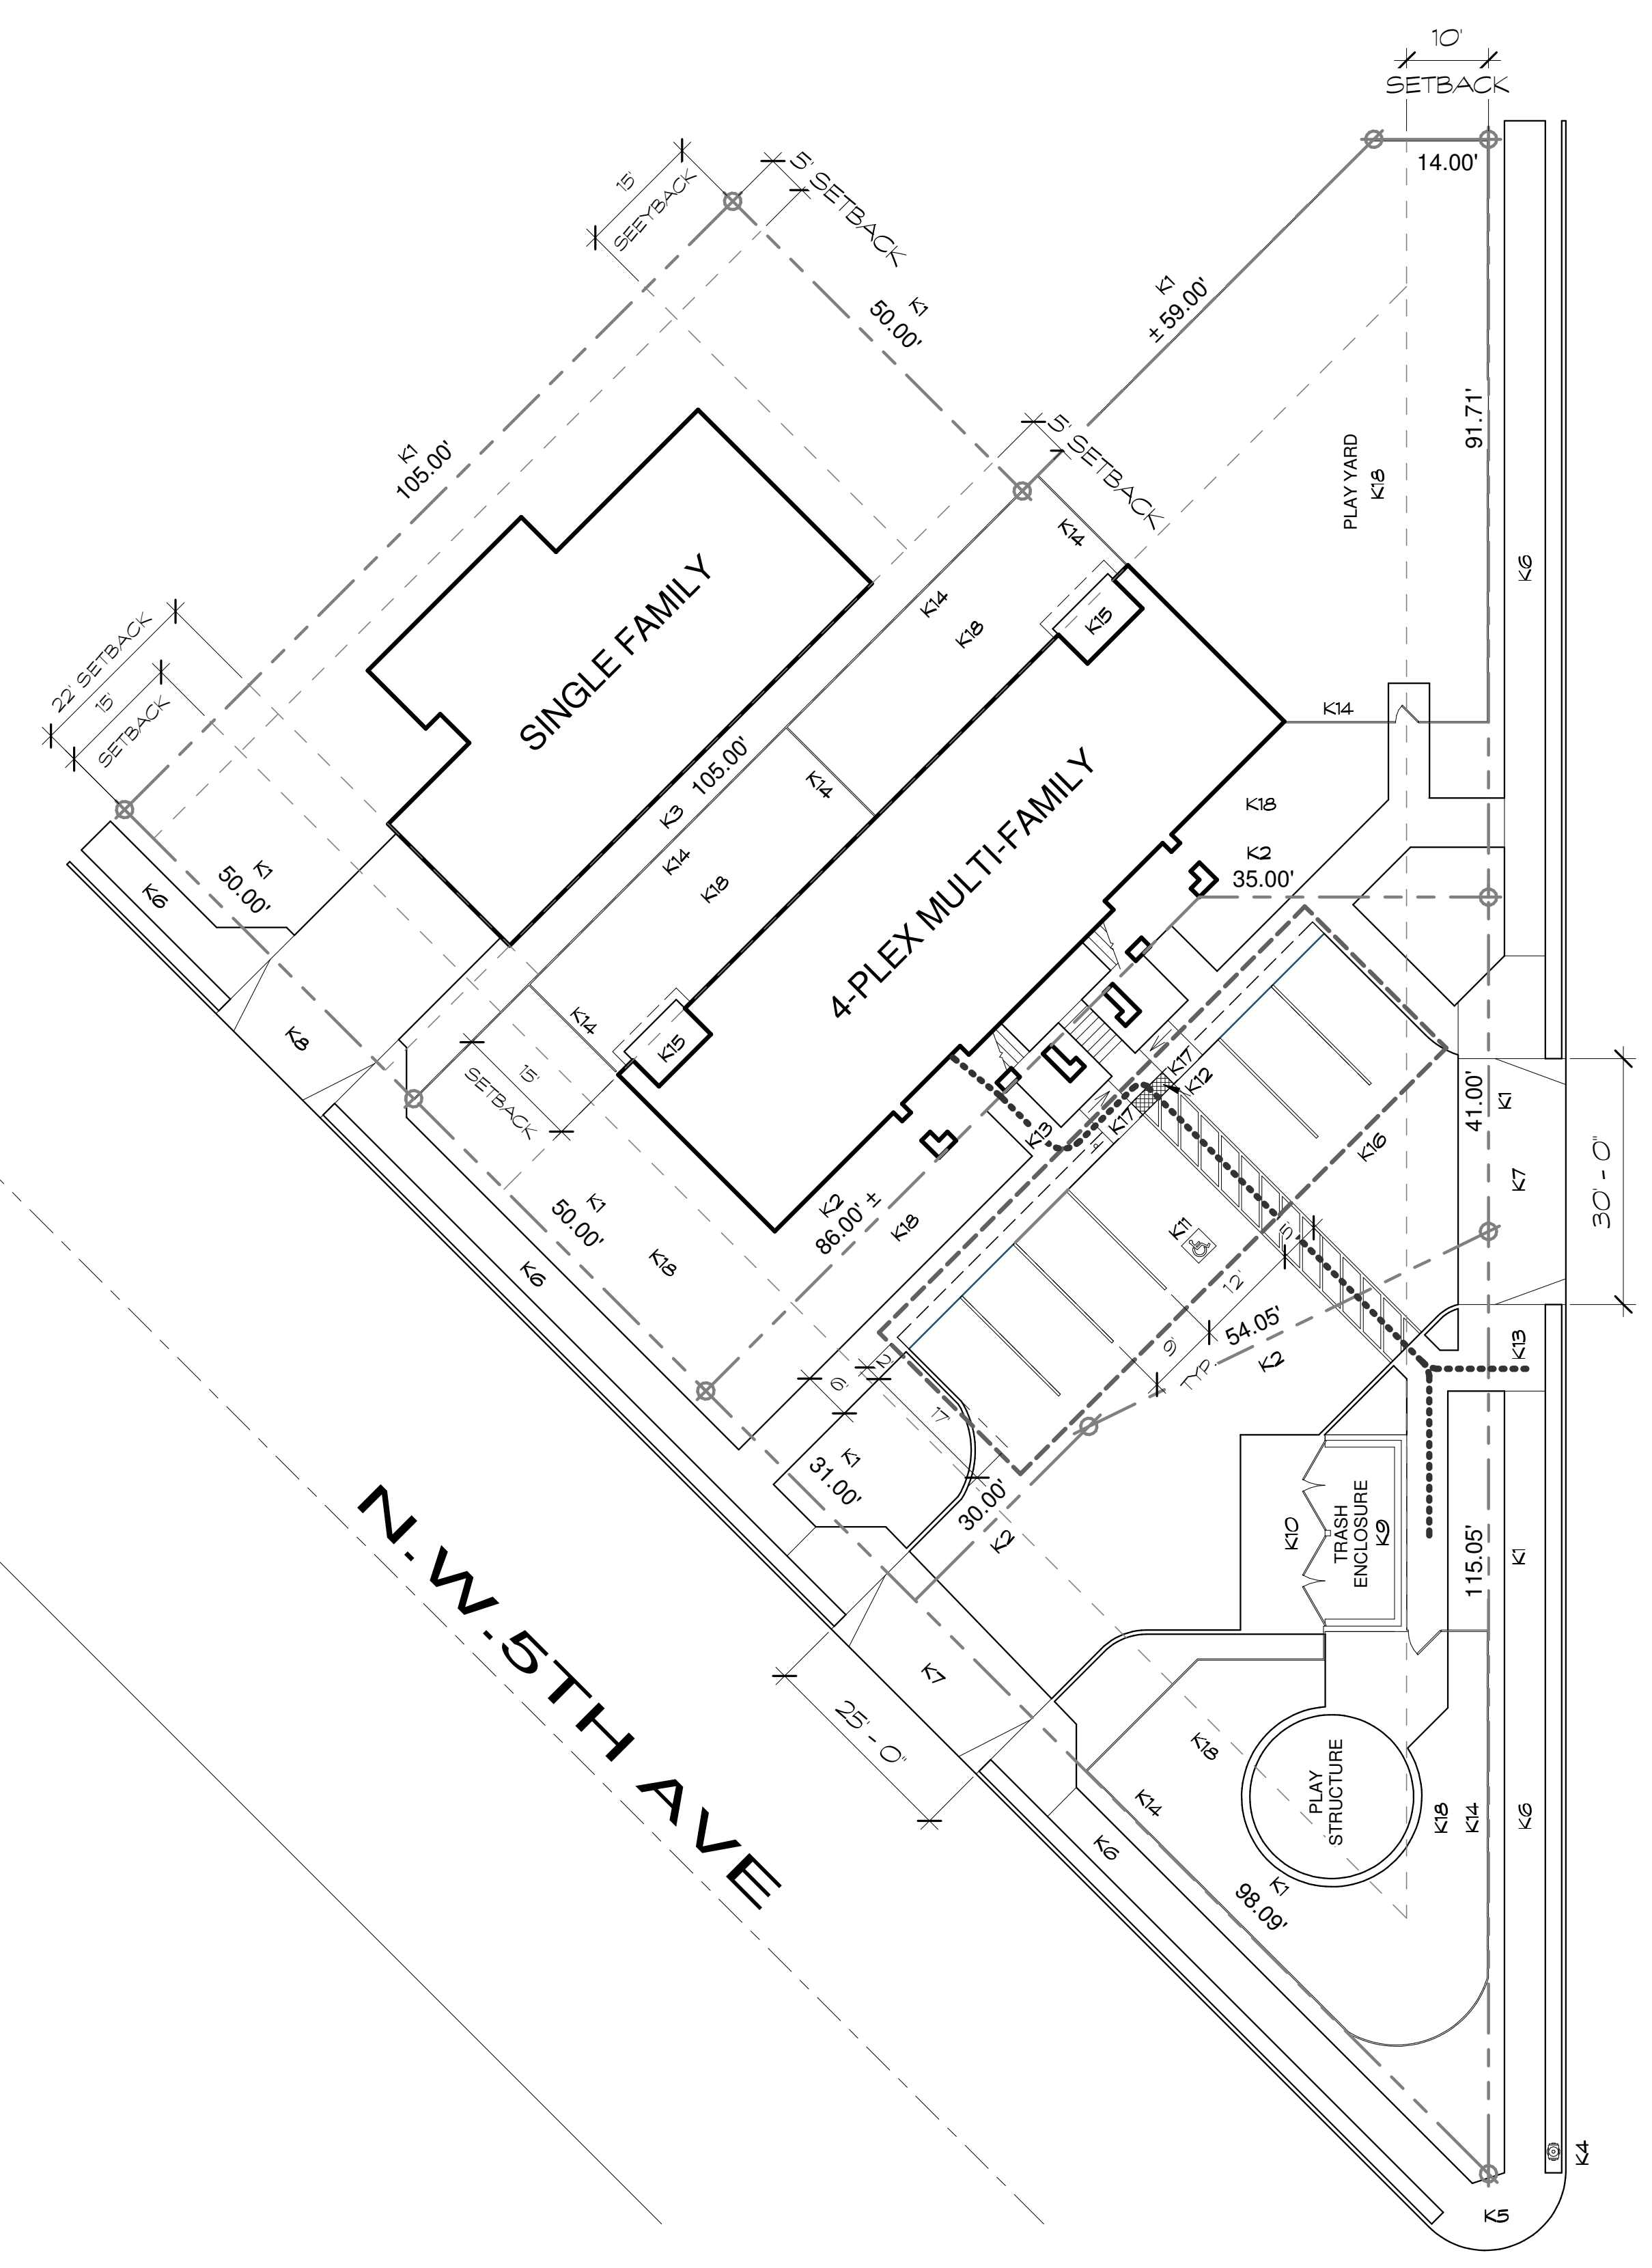 10'
SETBACK
14.00'
15'
SEEYBACK
5' SETBACK
K1
50.00'
K1
± 59.00'
K1
105.00'
5' SETBACK
91.71'
PLAY YARD
K18
K6
K14
K14
K18
K15
SINGLE FAMILY
22' SETBACK
15'
SETBACK
K14
K3
105.00'
K14
K14
K18
4-PLEX MULTI-FAMILY
K18
K2
35.00'
K1
50.00'
K6
K8
K14
K15
15'
SETBACK
K17
K12
K17
K13
K16
41.00'
K1
K7
30' - 0"
K1
50.00'
K18
K6
K2
86.00' ±
K18
K11
5'
12'
9'
TYP.
54.05'
K2
K13
2'
6'
17'
K1
31.00'
30.00'
K2
K10
TRASH
ENCLOSURE
K9
115.05'
K1
N.W.5TH AVE
K7
25' - 0"
K18
K14
PLAY
STRUCTURE
K18
K14
K6
K6
K1
98.09'
K4
K5